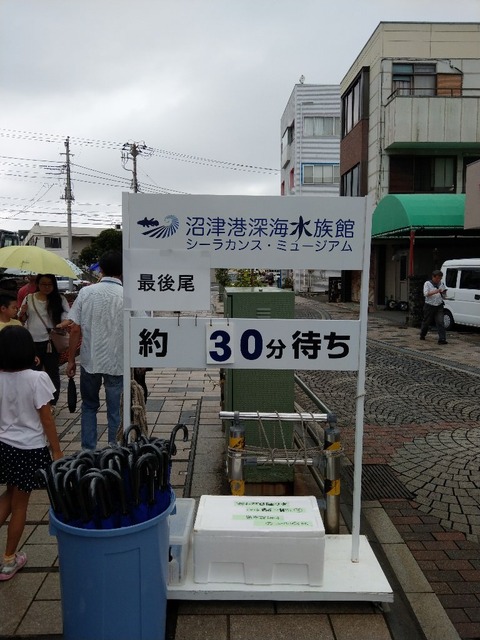 沼津港深海水族館
シーラカンス・ミュージアム
最後尾
約 30分待ち